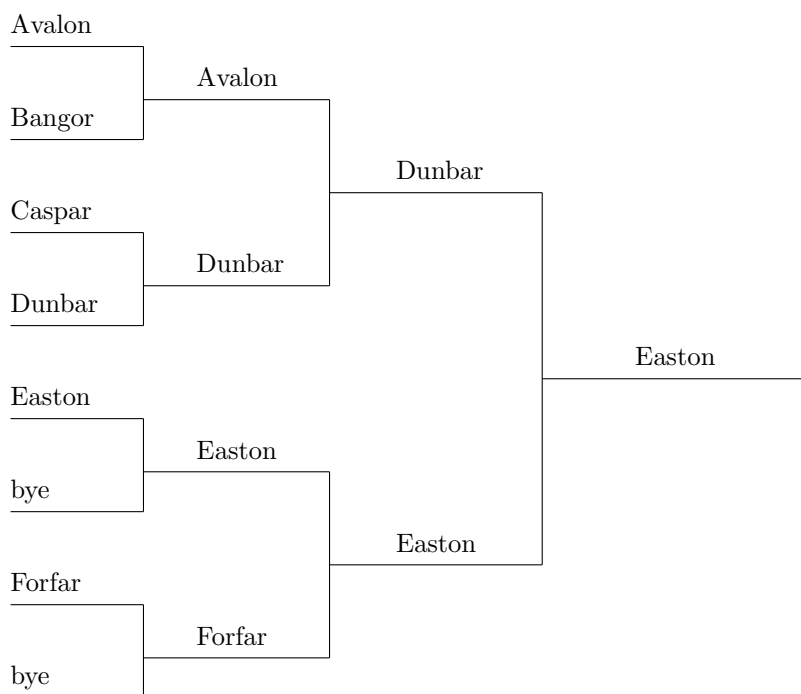 Avalon
Bangor
Caspar
Dunbar
Easton
bye
Forfar
bye
Avalon
Dunbar
Easton
Forfar
Dunbar
Easton
Easton